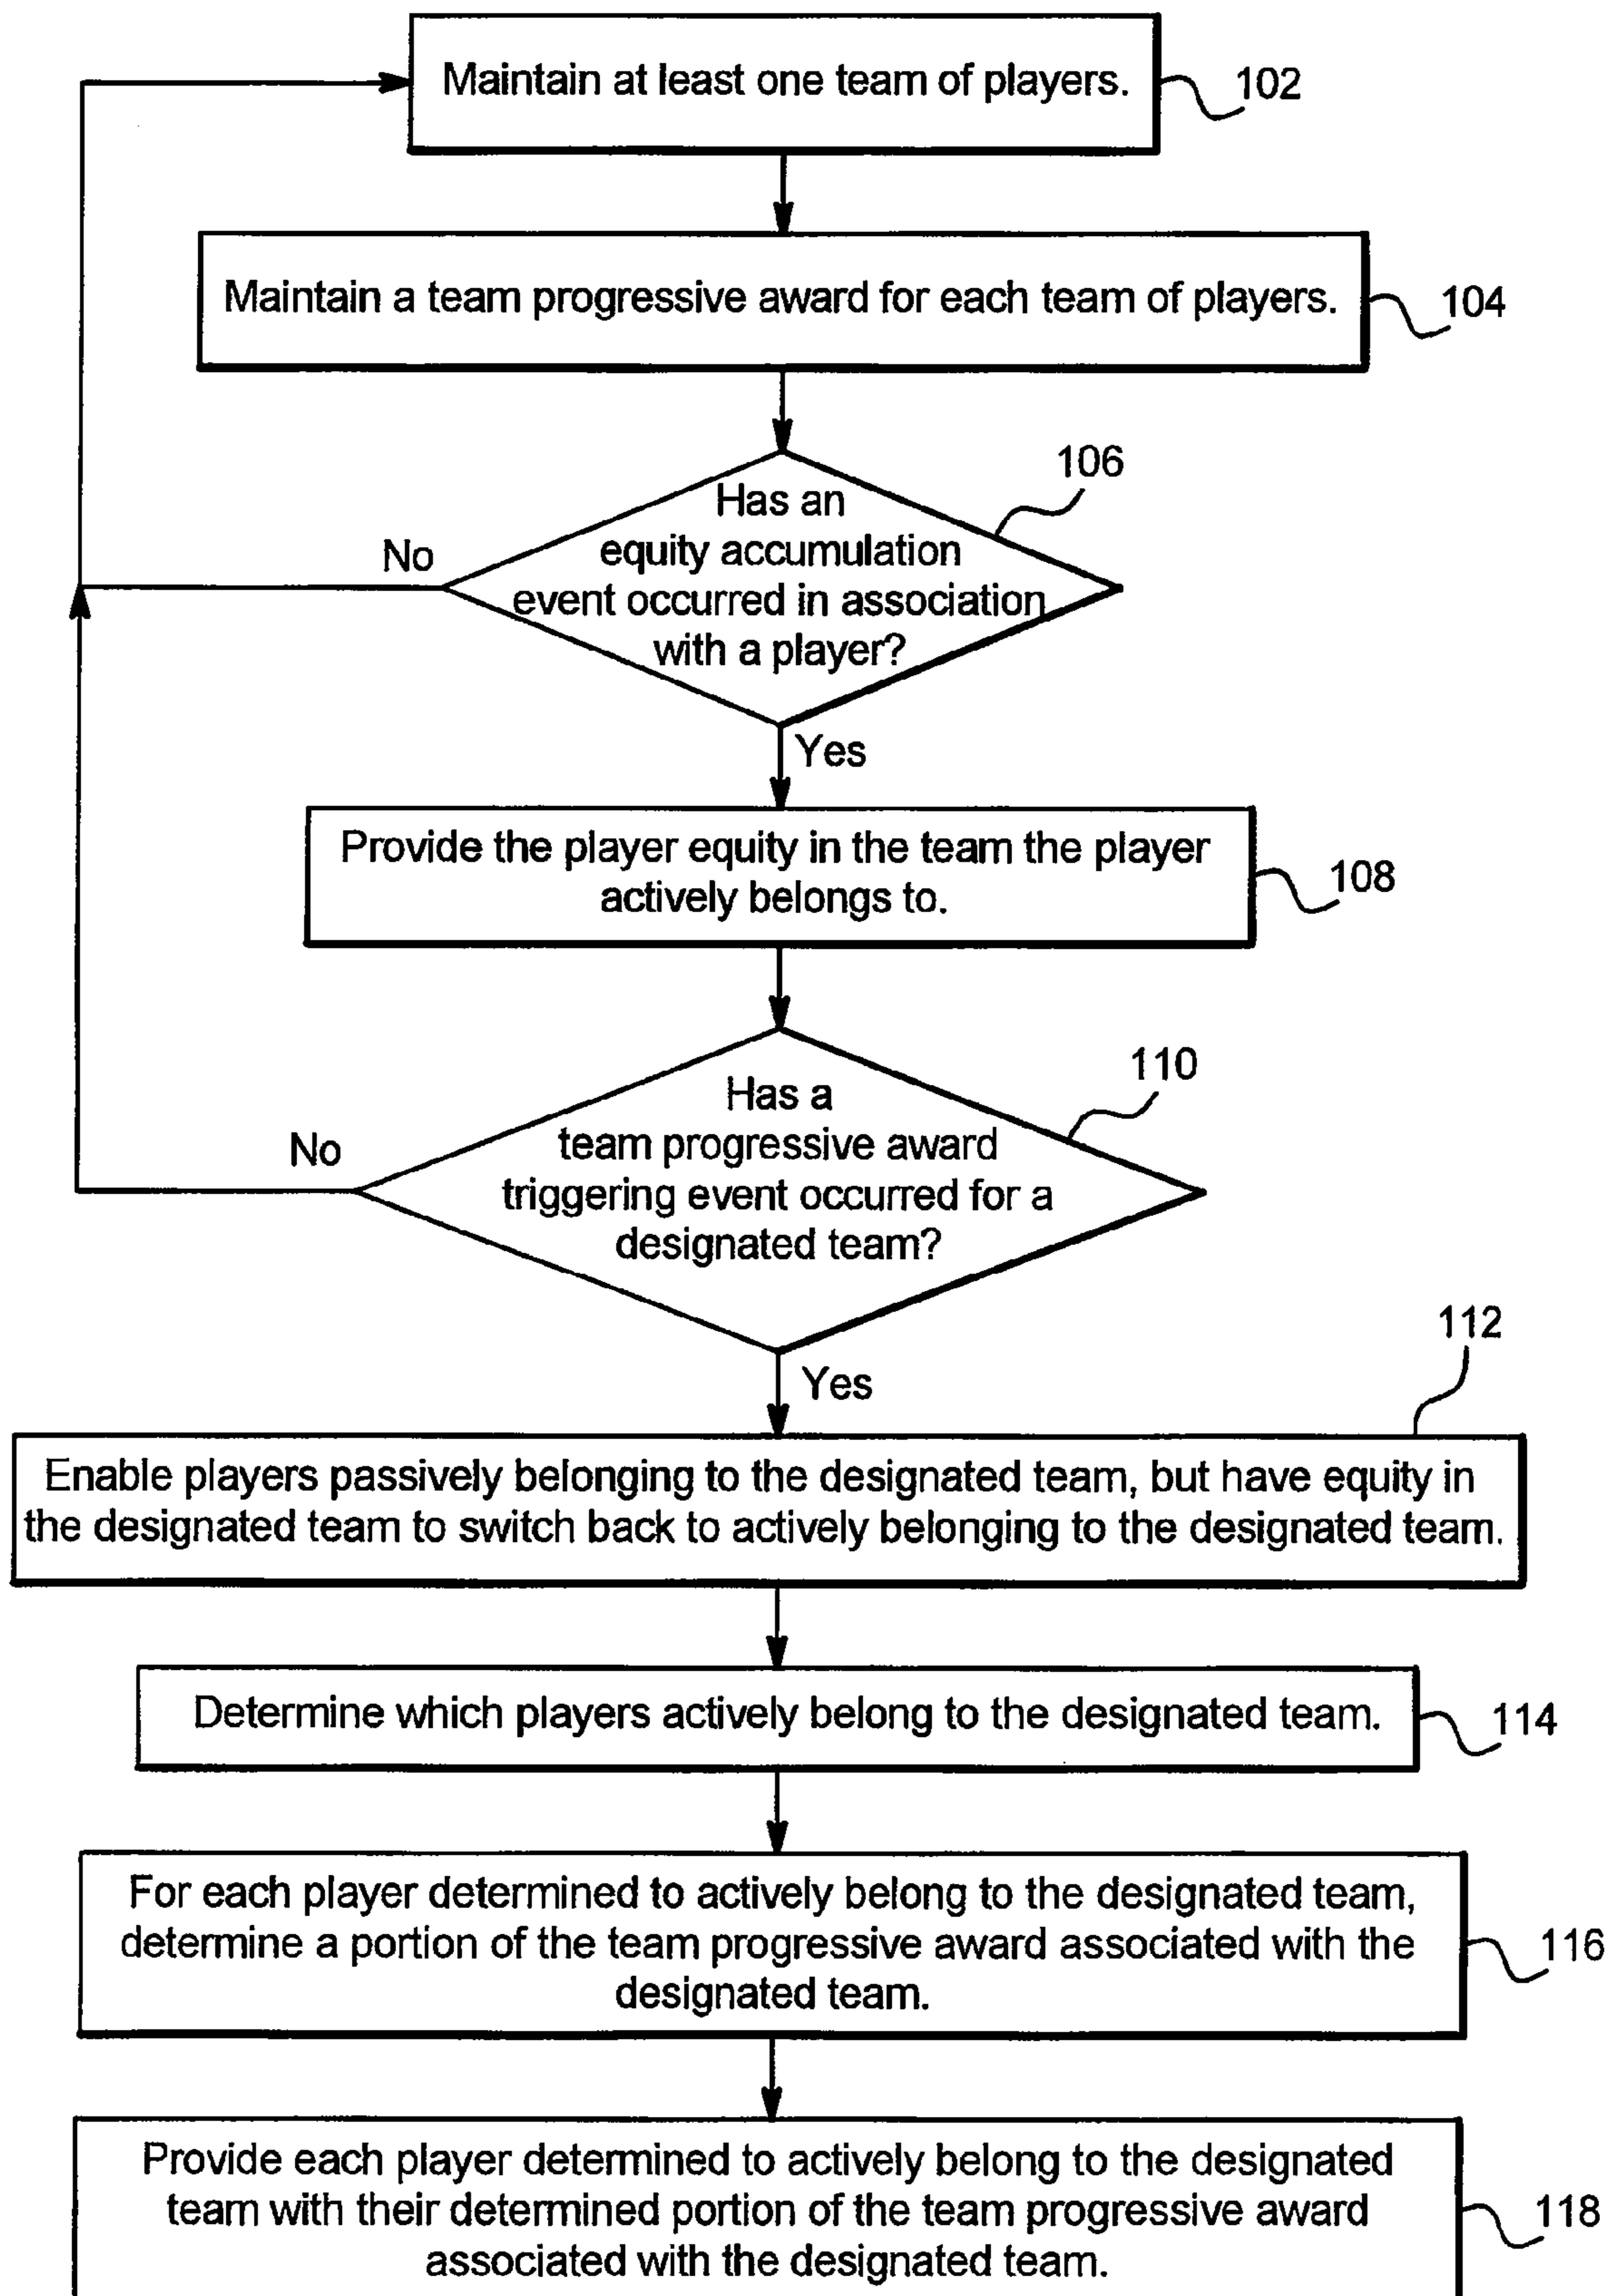 Maintain at least one team of players.
102
Maintain a team progressive award for each team of players.
104
106
Has an
equity accumulation
event occurred in association
with a player?
No
Yes
Provide the player equity in the team the player
actively belongs to.
108
110
Has a
team progressive award
triggering event occurred for a
designated team?
No
Yes
112
Enable players passively belonging to the designated team, but have equity in
the designated team to switch back to actively belonging to the designated team.
Determine which players actively belong to the designated team.
114
For each player determined to actively belong to the designated team,
determine a portion of the team progressive award associated with the
designated team.
116
Provide each player determined to actively belong to the designated
team with their determined portion of the team progressive award
associated with the designated team.
118